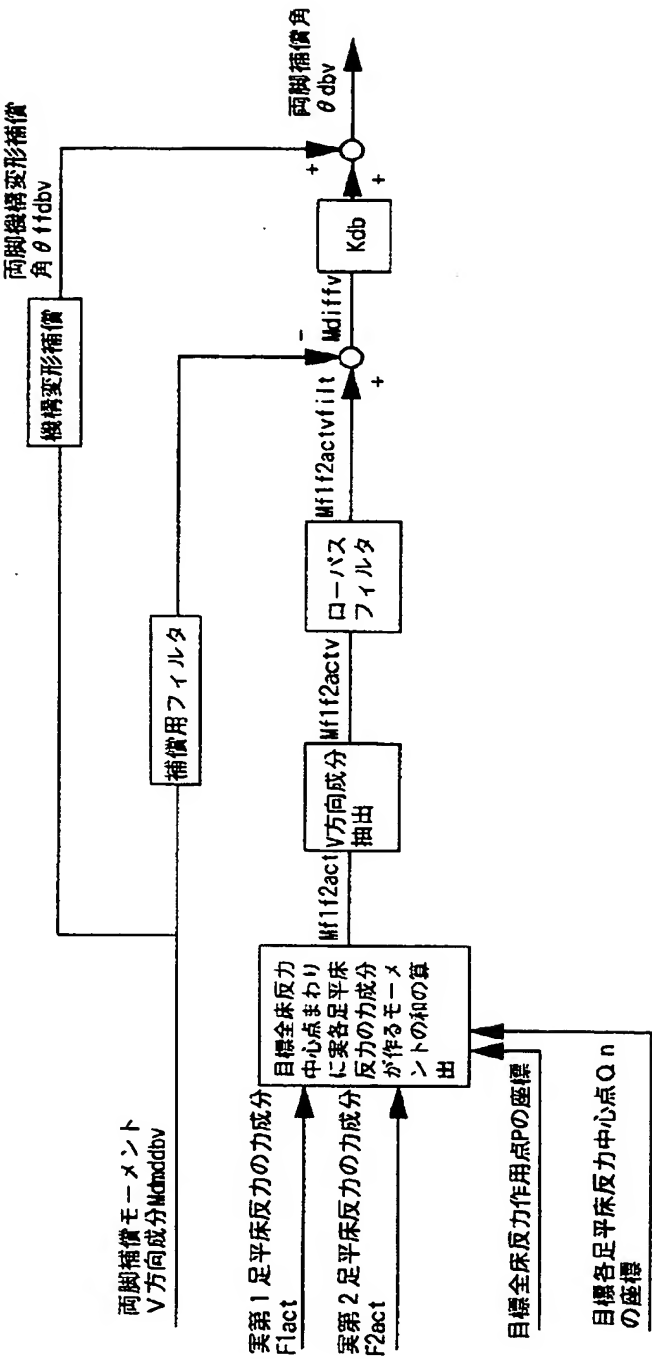 両脚補償モーメント
V方向成分Mdmddbv
機構変形補償
両脚機構変形補償
角θffdbv
補償用フィルタ
実第1足平床反力の力成分
F1act
実第2足平床反力の力成分
F2act
目標全床反力作用点Pの座標
目標各足平床反力中心点Qn
の座標
目標全床反力
中心点まわり
に実各足平床
反力の力成分
が作るモーメ
ントの和の算
出
Mf1f2act
V方向成分
抽出
Mf1f2actv
ローパス
フィルタ
Mf1f2actvfilt
+
-
Mdiffv
Kdb
+
+
両脚補償角
θdbv